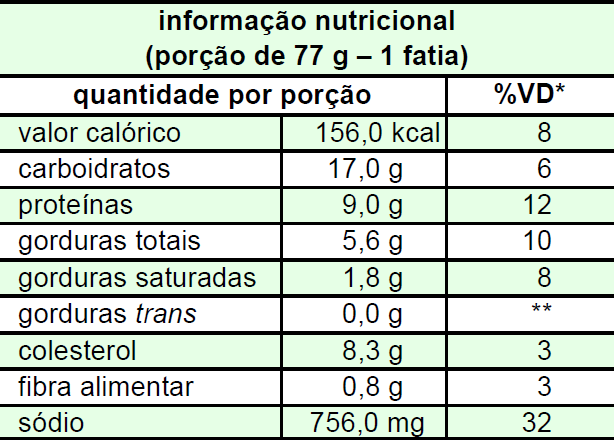 informação nutricional
(porção de 77 g – 1 fatia)
quantidade por porção %VD*
valor calórico 156,0 kcal 8
carboidratos 17,0 g 6
proteínas 9,0 g 12
gorduras totais 5,6 g 10
gorduras saturadas 1,8 g 8
gorduras trans 0,0 g **
colesterol 8,3 g 3
fibra alimentar 0,8 g 3
sódio 756,0 mg 32